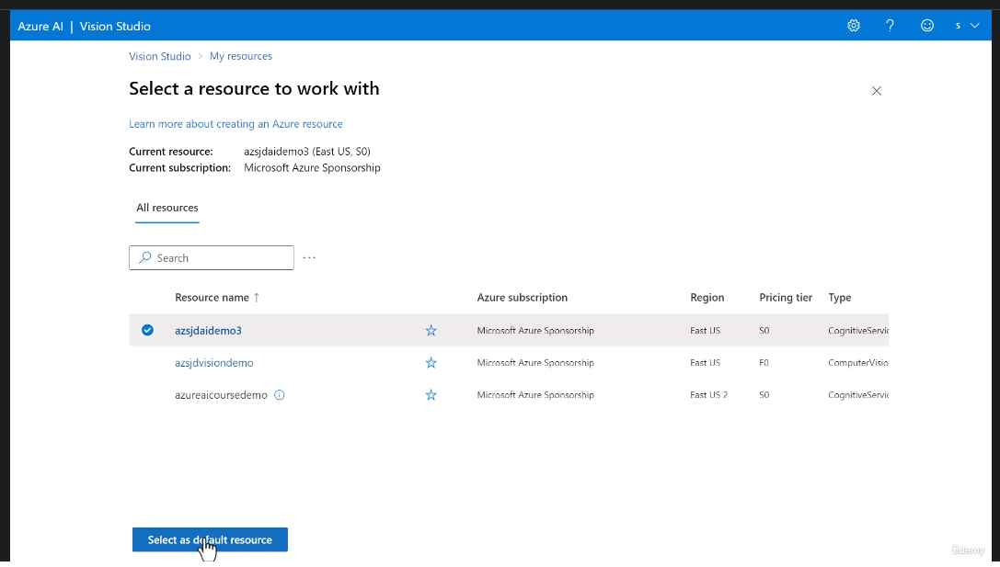 Azure AI | Vision Studio
s
Vision Studio > My resources
Select a resource to work with
Learn more about creating an Azure resource
Current resource: azsjdaidemo3 (East US, S0)
Current subscription: Microsoft Azure Sponsorship
All resources
Search ...
Resource name ↑ Azure subscription Region Pricing tier Type
azsjdaidemo3 Microsoft Azure Sponsorship East US S0 CognitiveServic
azsjdvisiondemo Microsoft Azure Sponsorship East US F0 ComputerVisio
azureaicoursedemo Microsoft Azure Sponsorship East US 2 S0 CognitiveServic
Select as default resource
ûdemy